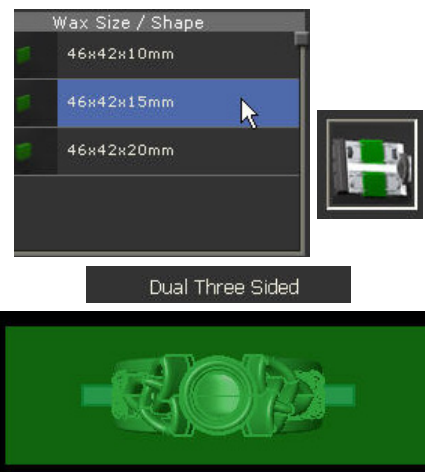 Wax Size / Shape
46x42x10mm
46x42x15mm
46x42x20mm
Dual Three Sided